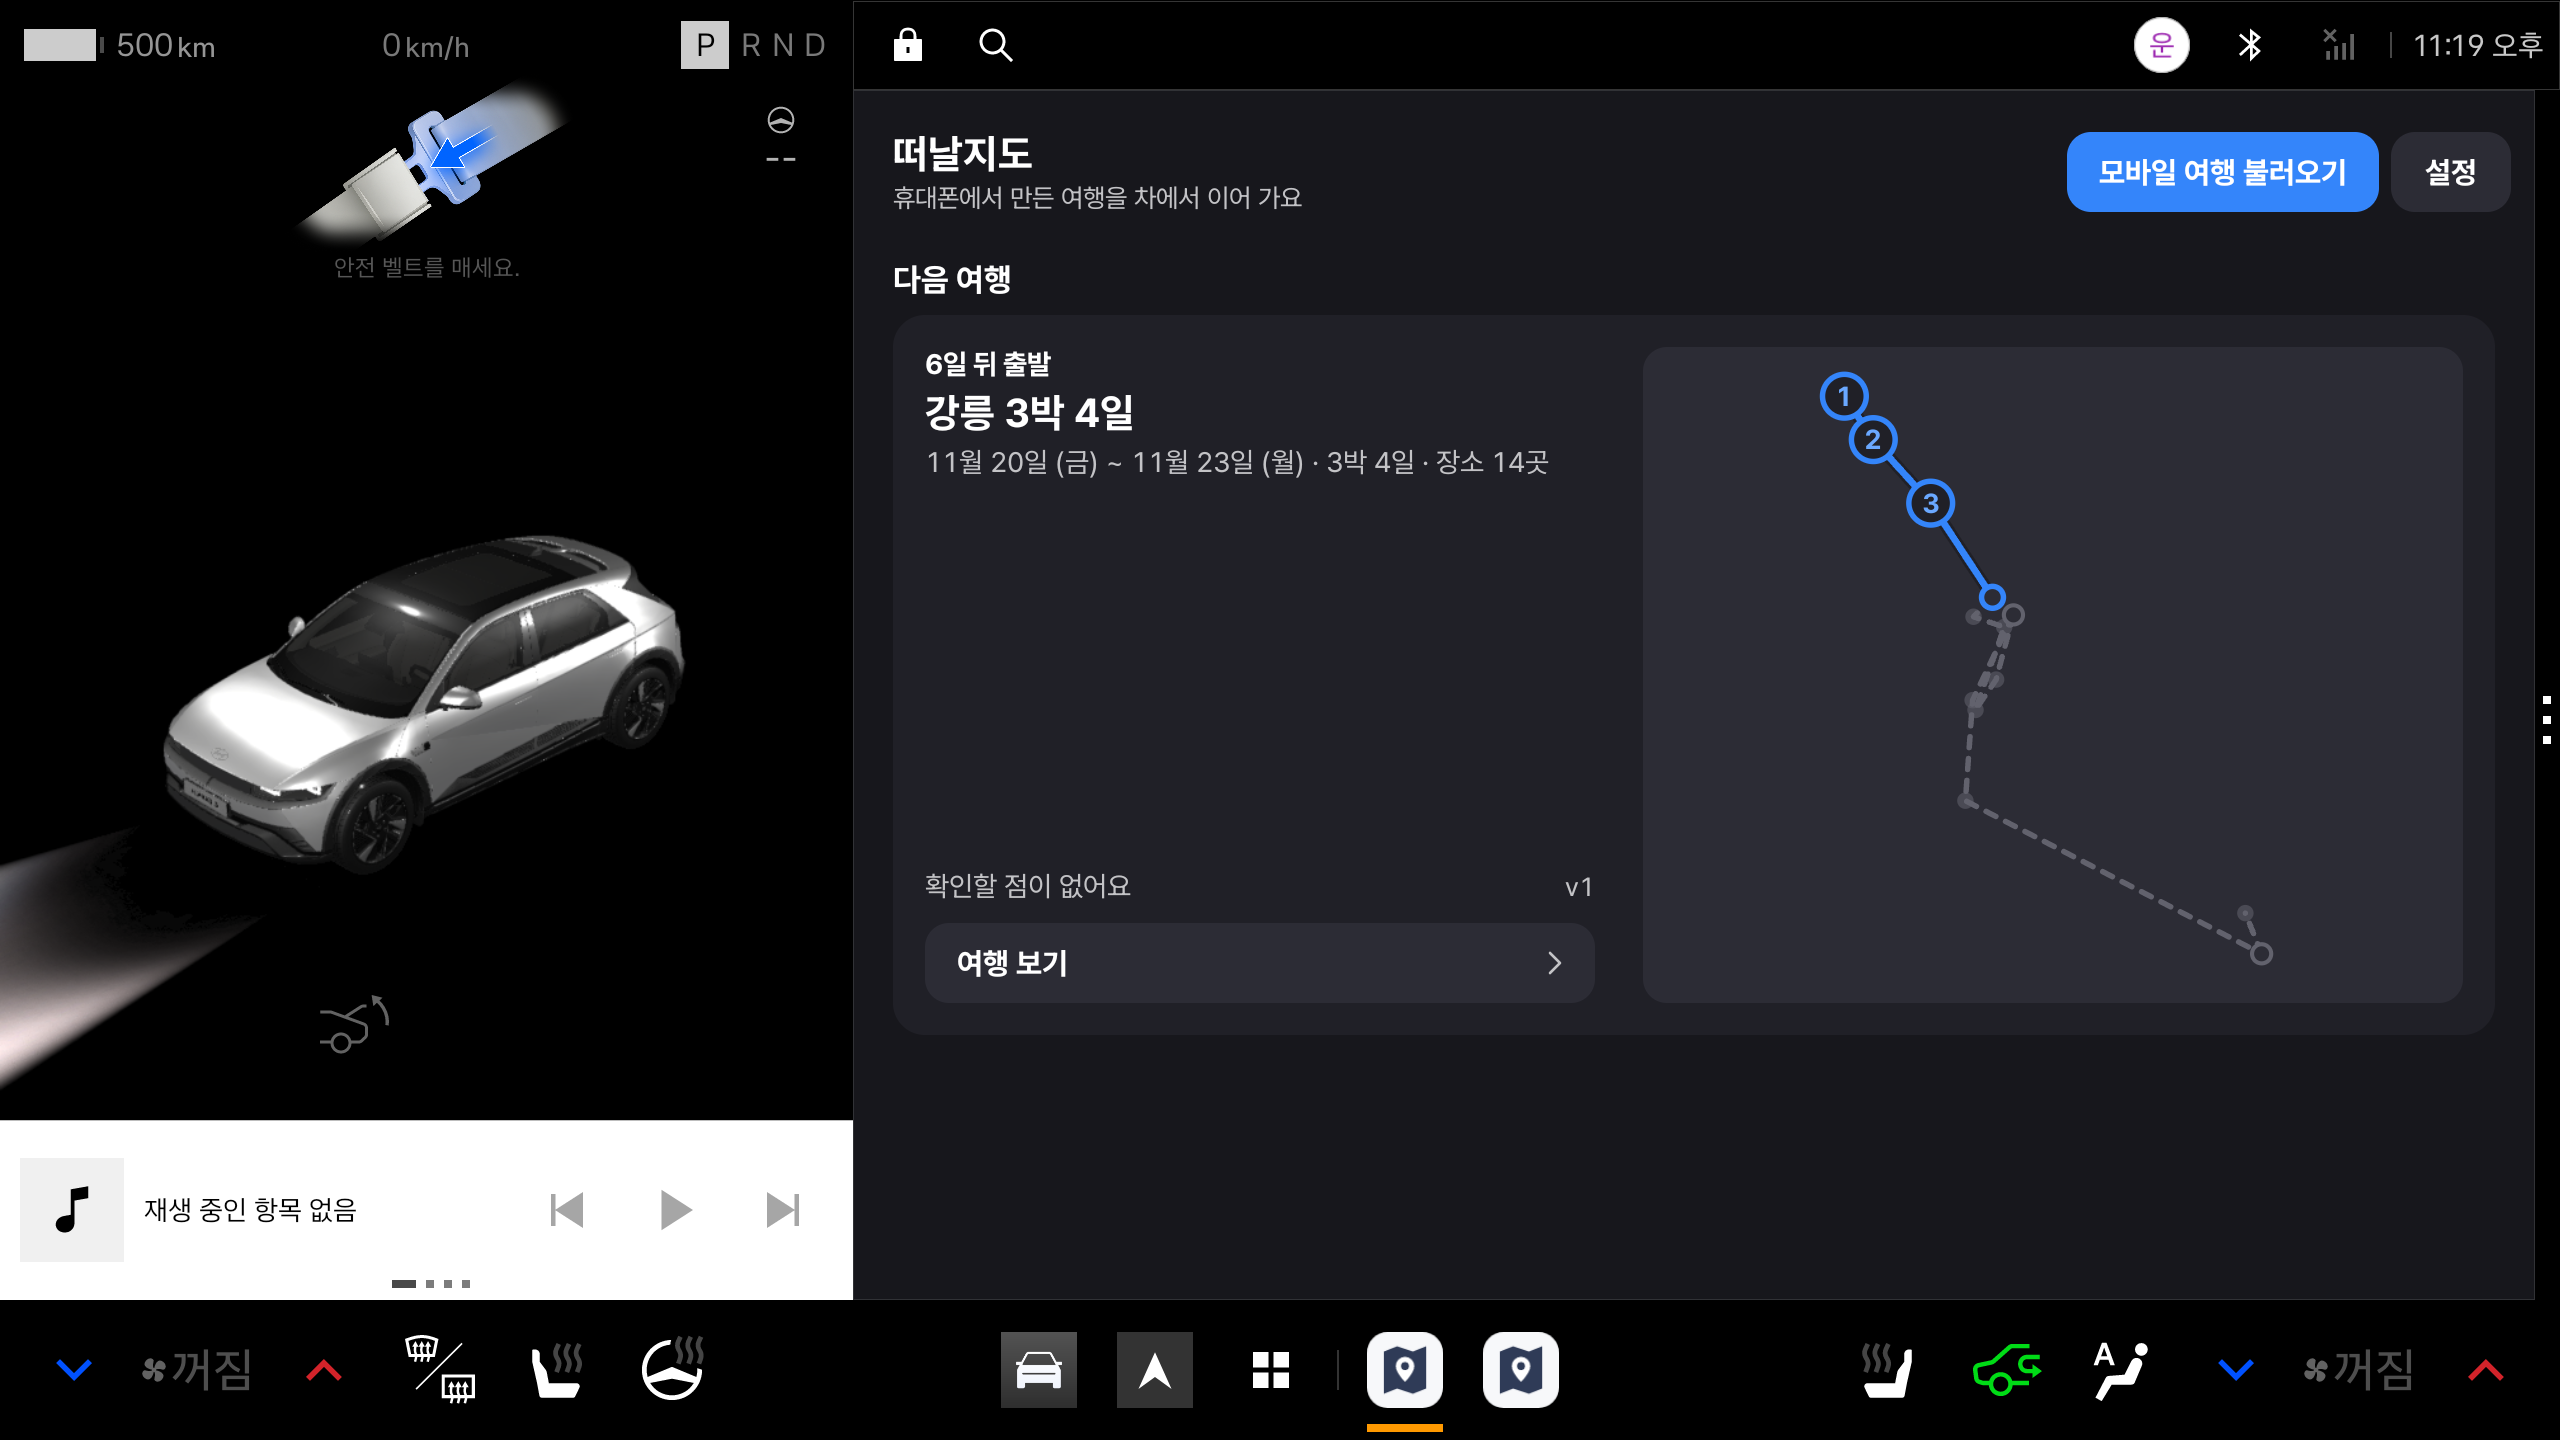 500 km
0 km/h
P R N D
11:19 오후
운
안전 벨트를 매세요.
--
떠날지도
휴대폰에서 만든 여행을 차에서 이어 가요
모바일 여행 불러오기
설정
다음 여행
6일 뒤 출발
강릉 3박 4일
11월 20일 (금) ~ 11월 23일 (월) · 3박 4일 · 장소 14곳
1
2
3
확인할 점이 없어요
v1
여행 보기
재생 중인 항목 없음
꺼짐
A
꺼짐